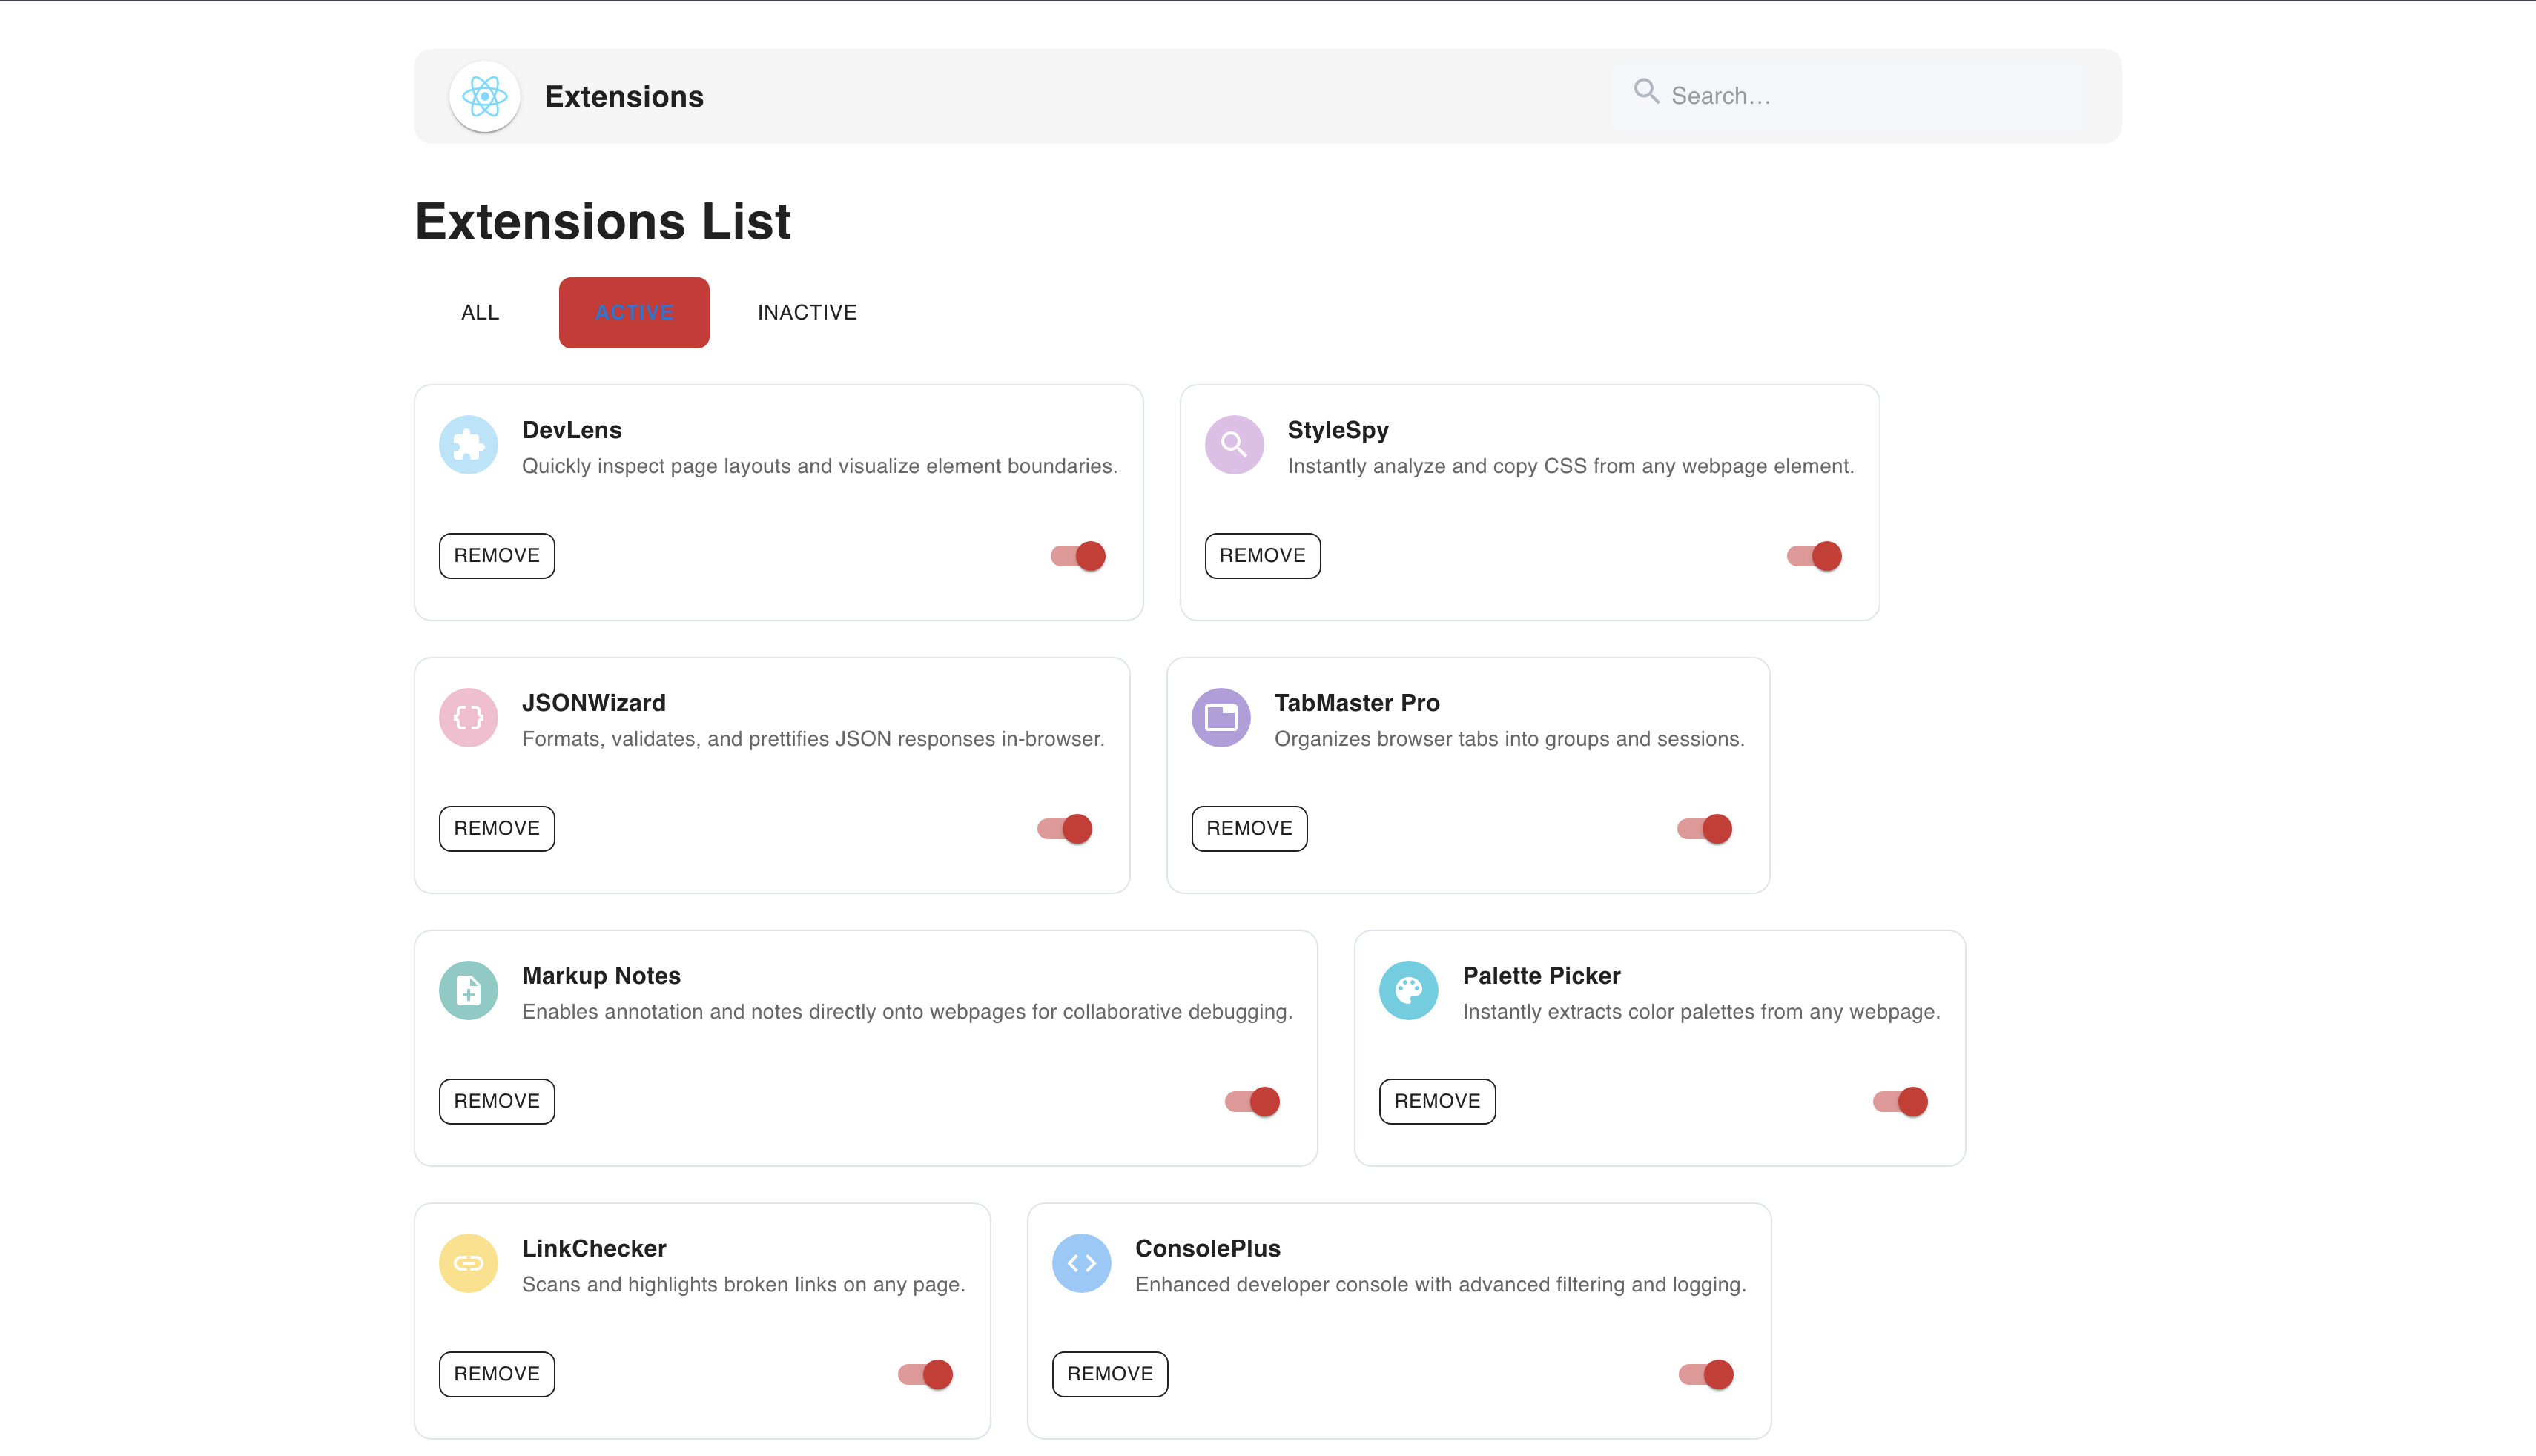 Extensions
Search...
Extensions List
ALL
ACTIVE
INACTIVE
DevLens
Quickly inspect page layouts and visualize element boundaries.
REMOVE
StyleSpy
Instantly analyze and copy CSS from any webpage element.
REMOVE
JSONWizard
Formats, validates, and prettifies JSON responses in-browser.
REMOVE
TabMaster Pro
Organizes browser tabs into groups and sessions.
REMOVE
Markup Notes
Enables annotation and notes directly onto webpages for collaborative debugging.
REMOVE
Palette Picker
Instantly extracts color palettes from any webpage.
REMOVE
LinkChecker
Scans and highlights broken links on any page.
REMOVE
ConsolePlus
Enhanced developer console with advanced filtering and logging.
REMOVE